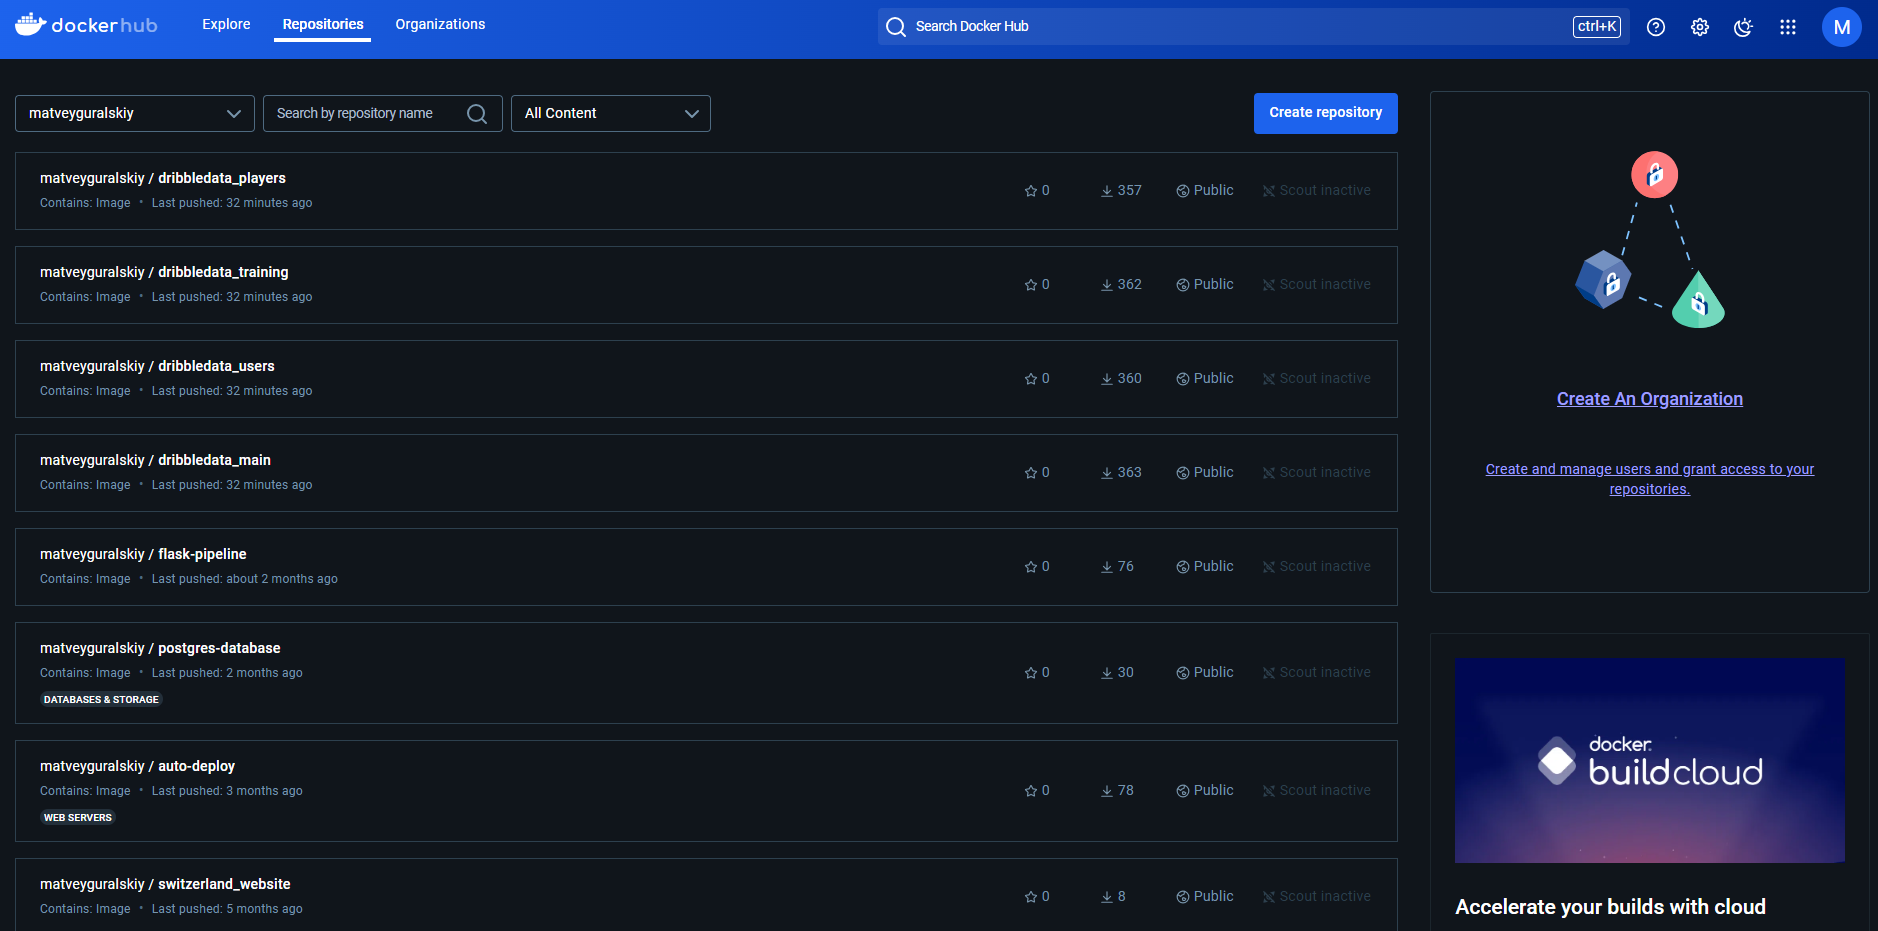 dockerhub
Explore
Repositories
Organizations
Search Docker Hub
ctrl+K
M
matveyguralskiy
Search by repository name
All Content
Create repository
matveyguralskiy / dribbledata_players
Contains: Image • Last pushed: 32 minutes ago
0
357
Public
Scout inactive
matveyguralskiy / dribbledata_training
Contains: Image • Last pushed: 32 minutes ago
0
362
Public
Scout inactive
matveyguralskiy / dribbledata_users
Contains: Image • Last pushed: 32 minutes ago
0
360
Public
Scout inactive
matveyguralskiy / dribbledata_main
Contains: Image • Last pushed: 32 minutes ago
0
363
Public
Scout inactive
matveyguralskiy / flask-pipeline
Contains: Image • Last pushed: about 2 months ago
0
76
Public
Scout inactive
matveyguralskiy / postgres-database
Contains: Image • Last pushed: 2 months ago
DATABASES & STORAGE
0
30
Public
Scout inactive
matveyguralskiy / auto-deploy
Contains: Image • Last pushed: 3 months ago
WEB SERVERS
0
78
Public
Scout inactive
matveyguralskiy / switzerland_website
Contains: Image • Last pushed: 5 months ago
0
8
Public
Scout inactive
Create An Organization
Create and manage users and grant access to your
repositories.
docker
buildcloud
Accelerate your builds with cloud